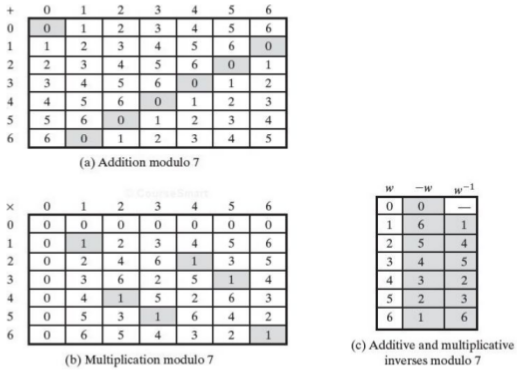 + 0 1 2 3 4 5 6
0 0 1 2 3 4 5 6
1 1 2 3 4 5 6 0
2 2 3 4 5 6 0 1
3 3 4 5 6 0 1 2
4 4 5 6 0 1 2 3
5 5 6 0 1 2 3 4
6 6 0 1 2 3 4 5
(a) Addition modulo 7
× 0 1 2 3 4 5 6
0 0 0 0 0 0 0 0
1 0 1 2 3 4 5 6
2 0 2 4 6 1 3 5
3 0 3 6 2 5 1 4
4 0 4 1 5 2 6 3
5 0 5 3 1 6 4 2
6 0 6 5 4 3 2 1
(b) Multiplication modulo 7
w −w w⁻¹
0 0 —
1 6 1
2 5 4
3 4 5
4 3 2
5 2 3
6 1 6
(c) Additive and multiplicative
inverses modulo 7